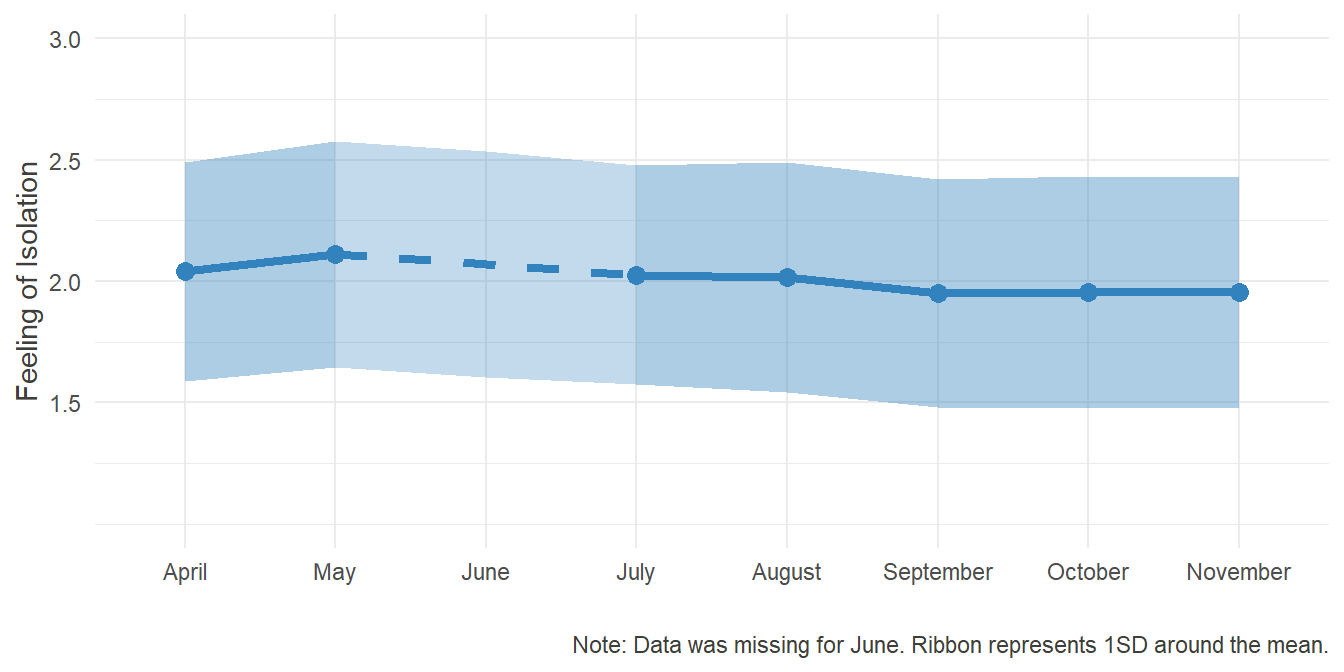 3.0
2.5
2.0
1.5
Feeling of Isolation
April May June July August September October November
Note: Data was missing for June. Ribbon represents 1SD around the mean.